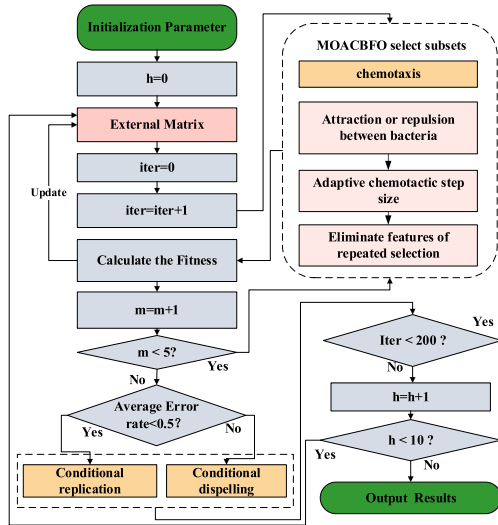 Initialization Parameter
h=0
External Matrix
iter=0
Update
iter=iter+1
Calculate the Fitness
m=m+1
m < 5?
Yes
No
Average Error
rate<0.5?
Yes
No
Conditional
replication
Conditional
dispelling
MOACBFO select subsets
chemotaxis
Attraction or repulsion
between bacteria
Adaptive chemotactic step
size
Eliminate features of
repeated selection
Yes
Iter < 200 ?
No
h=h+1
h < 10 ?
Yes
No
Output Results